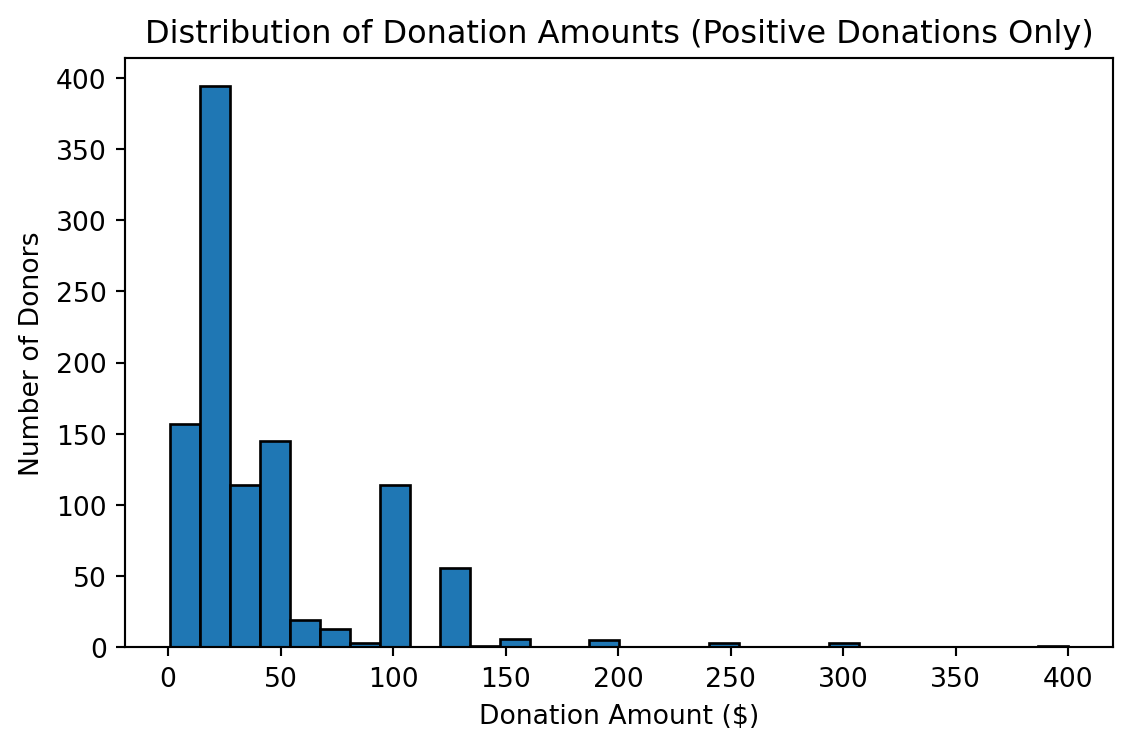 Distribution of Donation Amounts (Positive Donations Only)
Number of Donors
400
350
300
250
200
150
100
50
0
0 50 100 150 200 250 300 350 400
Donation Amount ($)